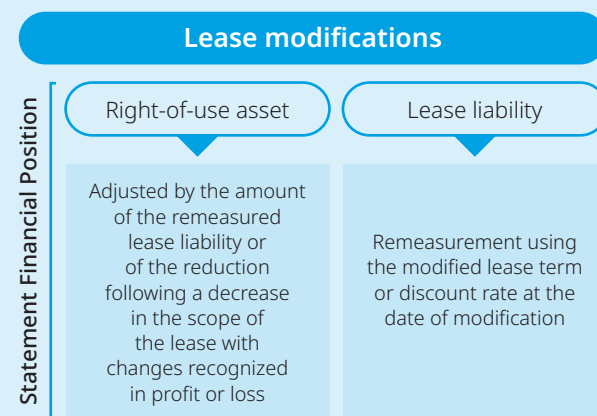 Lease modifications
Statement Financial Position
Right-of-use asset
Lease liability
Adjusted by the amount
of the remeasured
lease liability or
of the reduction
following a decrease
in the scope of
the lease with
changes recognized
in profit or loss
Remeasurement using
the modified lease term
or discount rate at the
date of modification